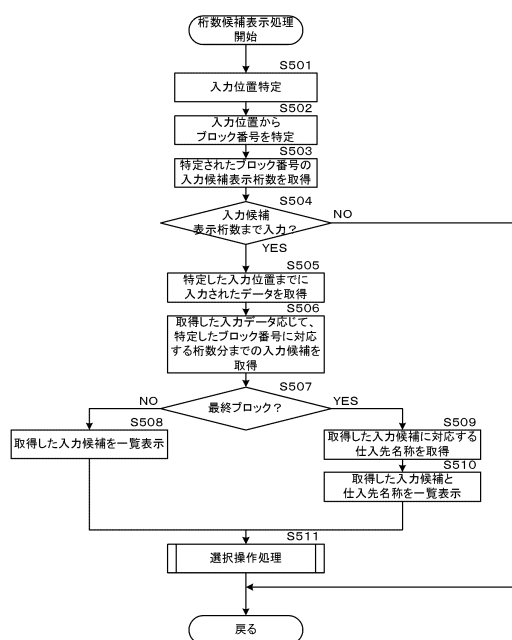 桁数候補表示処理
開始
S501
入力位置特定
S502
入力位置から
ブロック番号を特定
S503
特定されたブロック番号の
入力候補表示桁数を取得
S504
入力候補
表示桁数まで入力？
NO
YES
S505
特定した入力位置までに
入力されたデータを取得
S506
取得した入力データ応じて、
特定したブロック番号に対応
する桁数分までの入力候補を
取得
S507
最終ブロック？
NO
YES
S508
取得した入力候補を一覧表示
S509
取得した入力候補に対応する
仕入先名称を取得
S510
取得した入力候補と
仕入先名称を一覧表示
S511
選択操作処理
戻る